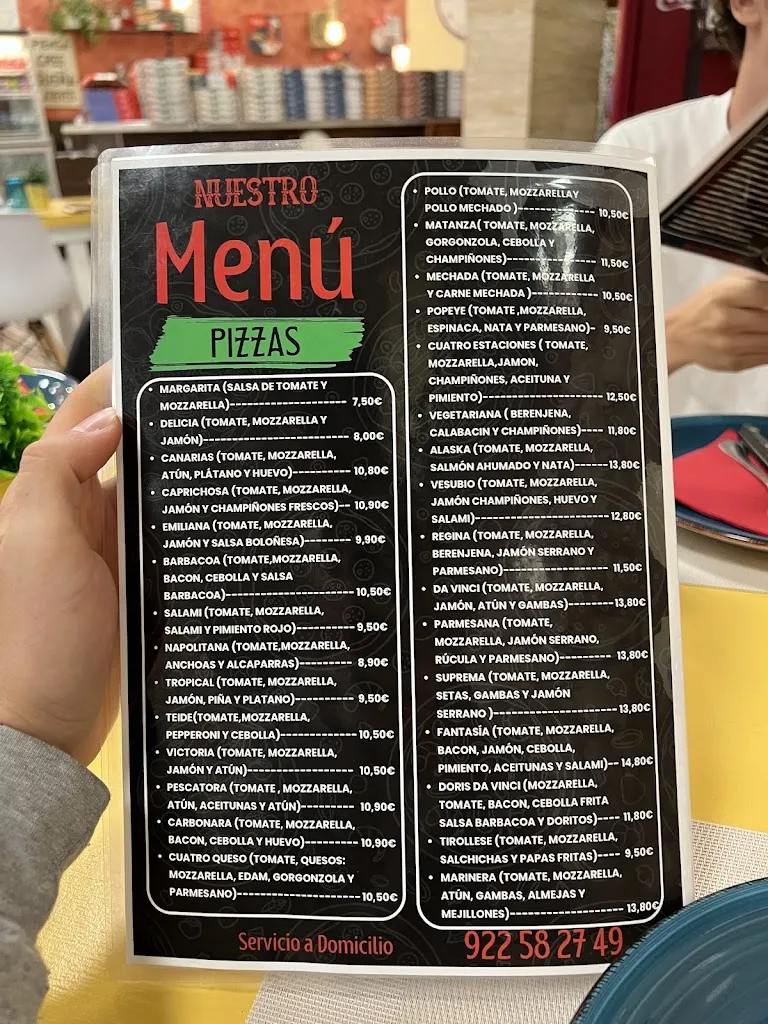 NUESTRO
Menú
PIZZAS
• MARGARITA (SALSA DE TOMATE Y
MOZZARELLA)------------------ 7,50€
• DELICIA (TOMATE, MOZZARELLA Y
JAMÓN)---------------------- 8,00€
• CANARIAS (TOMATE, MOZZARELLA,
ATÚN, PLÁTANO Y HUEVO)--------- 10,80€
• CAPRICHOSA (TOMATE, MOZZARELLA,
JAMÓN Y CHAMPIÑONES FRESCOS)-- 10,90€
• EMILIANA (TOMATE, MOZZARELLA,
JAMÓN Y SALSA BOLOÑESA)-------- 9,90€
• BARBACOA (TOMATE,MOZZARELLA,
BACON, CEBOLLA Y SALSA
BARBACOA)-------------------10,50€
• SALAMI (TOMATE, MOZZARELLA,
SALAMI Y PIMIENTO ROJO)--------- 9,50€
• NAPOLITANA (TOMATE,MOZZARELLA,
ANCHOAS Y ALCAPARRAS)--------- 8,90€
• TROPICAL (TOMATE, MOZZARELLA,
JAMÓN, PIÑA Y PLATANO)---------- 9,50€
• TEIDE(TOMATE,MOZZARELLA,
PEPPERONI Y CEBOLLA)------------10,50€
• VICTORIA (TOMATE, MOZZARELLA,
JAMÓN Y ATÚN)---------------- 10,50€
• PESCATORA (TOMATE , MOZZARELLA,
ATÚN, ACEITUNAS Y ATÚN)--------- 10,90€
• CARBONARA (TOMATE, MOZZARELLA,
BACON, CEBOLLA Y HUEVO)---------10,90€
• CUATRO QUESO (TOMATE, QUESOS:
MOZZARELLA, EDAM, GORGONZOLA Y
PARMESANO)-------------------10,50€
• POLLO (TOMATE, MOZZARELLAY
POLLO MECHADO )------------- 10,50€
• MATANZA( TOMATE, MOZZARELLA,
GORGONZOLA, CEBOLLA Y
CHAMPIÑONES)--------------- 11,50€
• MECHADA (TOMATE, MOZZARELLA
Y CARNE MECHADA )----------- 10,50€
• POPEYE (TOMATE ,MOZZARELLA,
ESPINACA, NATA Y PARMESANO)- 9,50€
• CUATRO ESTACIONES ( TOMATE,
MOZZARELLA,JAMON,
CHAMPIÑONES, ACEITUNA Y
PIMIENTO)-------------------12,50€
• VEGETARIANA ( BERENJENA,
CALABACIN Y CHAMPIÑONES)---- 11,80€
• ALASKA (TOMATE, MOZZARELLA,
SALMÓN AHUMADO Y NATA)------13,80€
• VESUBIO (TOMATE, MOZZARELLA,
JAMÓN CHAMPIÑONES, HUEVO Y
SALAMI)----------------------12,80€
• REGINA (TOMATE, MOZZARELLA,
BERENJENA, JAMÓN SERRANO Y
PARMESANO)----------------- 11,50€
• DA VINCI (TOMATE, MOZZARELLA,
JAMÓN, ATÚN Y GAMBAS)--------13,80€
• PARMESANA (TOMATE,
MOZZARELLA, JAMÓN SERRANO,
RÚCULA Y PARMESANO)--------- 13,80€
• SUPREMA (TOMATE, MOZZARELLA,
SETAS, GAMBAS Y JAMÓN
SERRANO )--------------------13,80€
• FANTASÍA (TOMATE, MOZZARELLA,
BACON, JAMÓN, CEBOLLA,
PIMIENTO, ACEITUNAS Y SALAMI)-- 14,80€
• DORIS DA VINCI (MOZZARELLA,
TOMATE, BACON, CEBOLLA FRITA
SALSA BARBACOA Y DORITOS)-- 11,80€
• TIROLLESE (TOMATE, MOZZARELLA,
SALCHICHAS Y PAPAS FRITAS)---- 9,50€
• MARINERA (TOMATE, MOZZARELLA,
ATÚN, GAMBAS, ALMEJAS Y
MEJILLONES)-------------------13,80€
Servicio a Domicilio
922 58 27 49